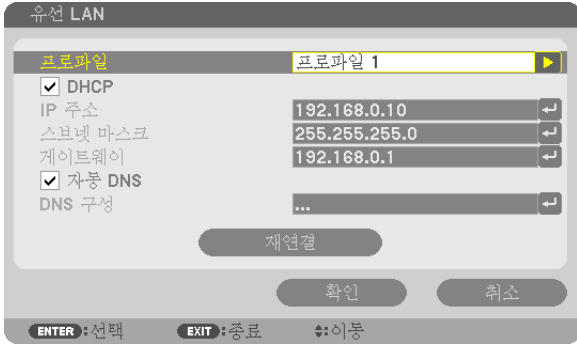 유선 LAN
프로파일 프로파일 1
DHCP
IP 주소 192.168.0.10
스브넷 마스크 255.255.255.0
게이트웨이 192.168.0.1
자동 DNS
DNS 구성 ...
재연결
확인 취소
ENTER :선택 EXIT :종료 :이동